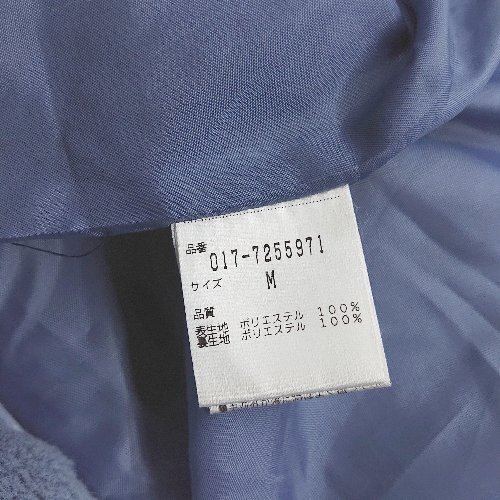 品番
017-7255971
サイズ M
品質
表生地 ポリエステル 100%
裏生地 ポリエステル 100%